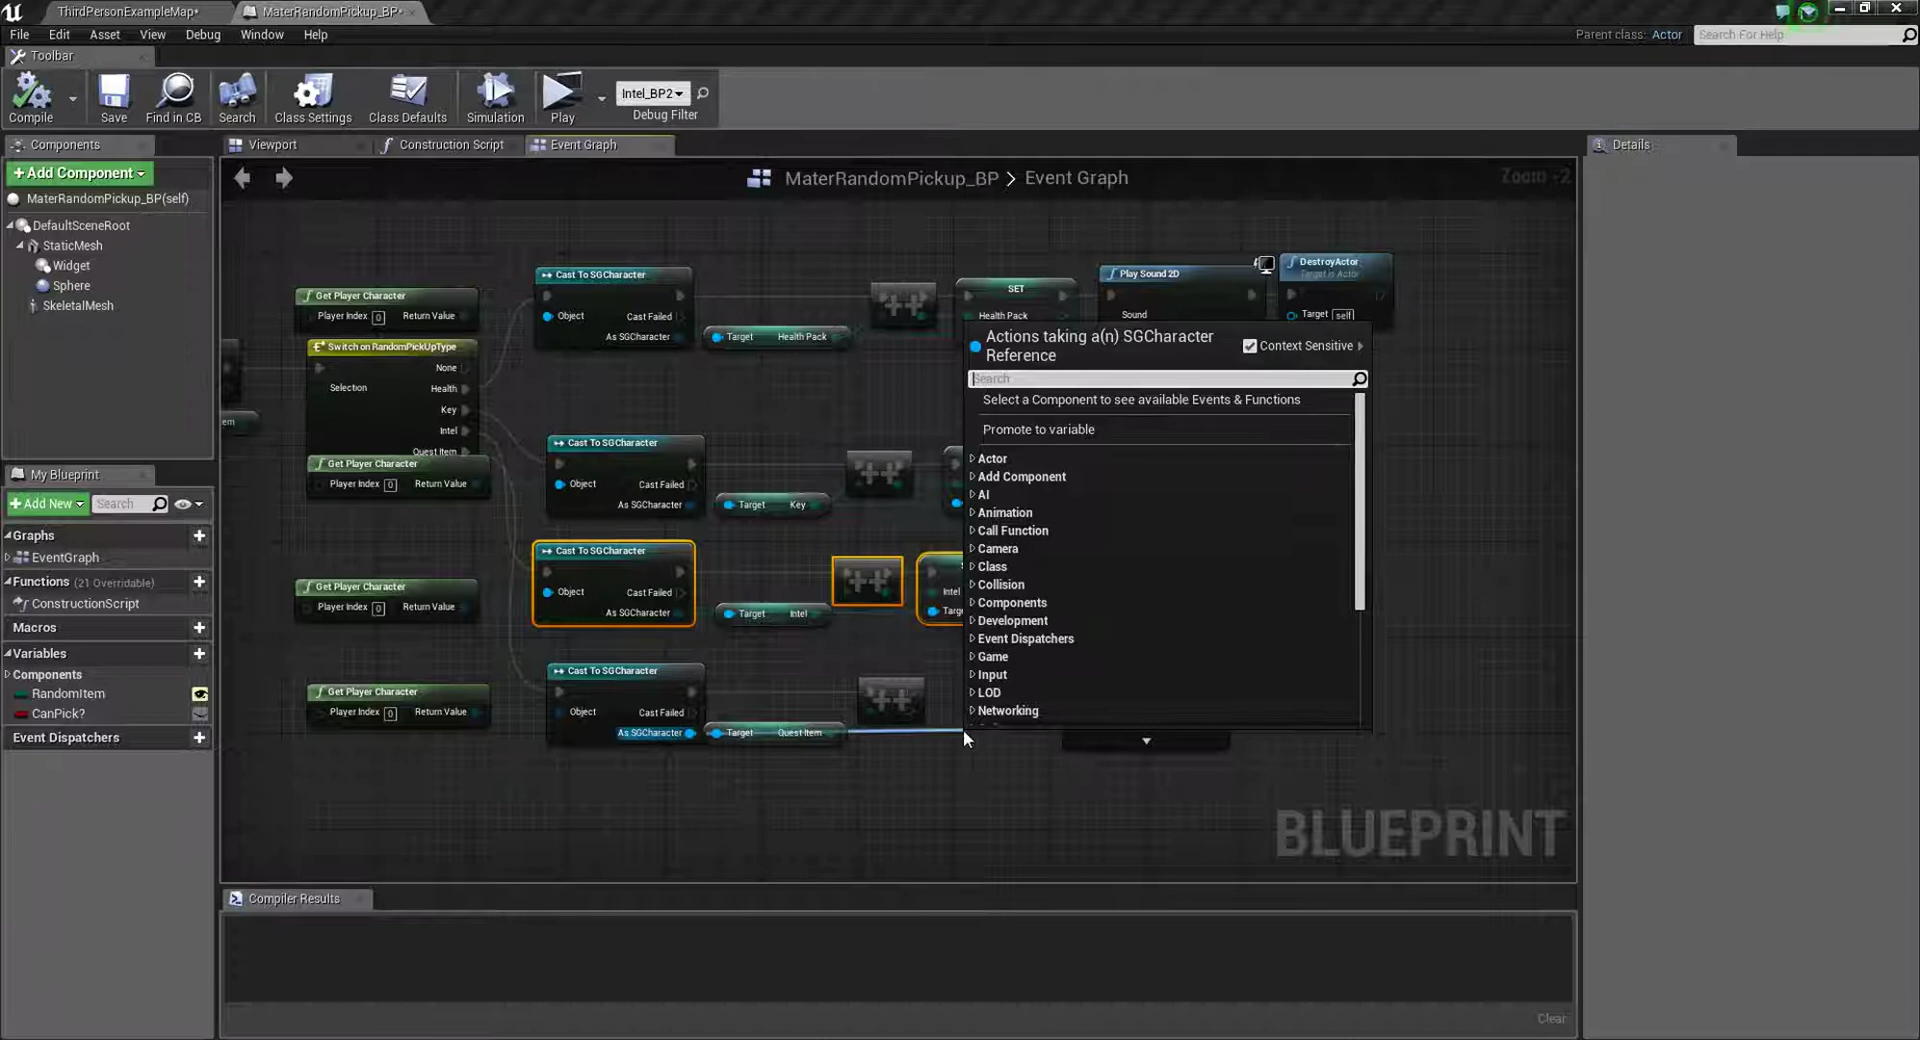 ThirdPersonExampleMap*
MaterRandomPickup_BP*
File Edit Asset View Debug Window Help
Parent class: Actor
Search For Help
Toolbar
Compile
Save
Find in CB
Search
Class Settings
Class Defaults
Simulation
Play
Intel_BP2
Debug Filter
Components
+Add Component
MaterRandomPickup_BP(self)
DefaultSceneRoot
StaticMesh
Widget
Sphere
SkeletalMesh
My Blueprint
+Add New
Search
Graphs
EventGraph
Functions (21 Overridable)
ConstructionScript
Macros
Variables
Components
RandomItem
CanPick?
Event Dispatchers
Viewport
Construction Script
Event Graph
MaterRandomPickup_BP > Event Graph
Zoom -2
Get Player Character
Player Index 0 Return Value
Switch on RandomPickUpType
None
Selection Health
Key
Intel
Quest Item
Get Player Character
Player Index 0 Return Value
Get Player Character
Player Index 0 Return Value
Get Player Character
Player Index 0 Return Value
em
Cast To SGCharacter
Object Cast Failed
As SGCharacter
Target Health Pack
++
SET
Health Pack
Play Sound 2D
Sound
DestroyActor
Target is Actor
Target self
Cast To SGCharacter
Object Cast Failed
As SGCharacter
Target Key
++
Cast To SGCharacter
Object Cast Failed
As SGCharacter
Target Intel
++
Intel
Targe
Cast To SGCharacter
Object Cast Failed
As SGCharacter
Target Quest Item
++
Actions taking a(n) SGCharacter
Reference
Context Sensitive
Search
Select a Component to see available Events & Functions
Promote to variable
Actor
Add Component
AI
Animation
Call Function
Camera
Class
Collision
Components
Development
Event Dispatchers
Game
Input
LOD
Networking
BLUEPRINT
Compiler Results
Clear
Details